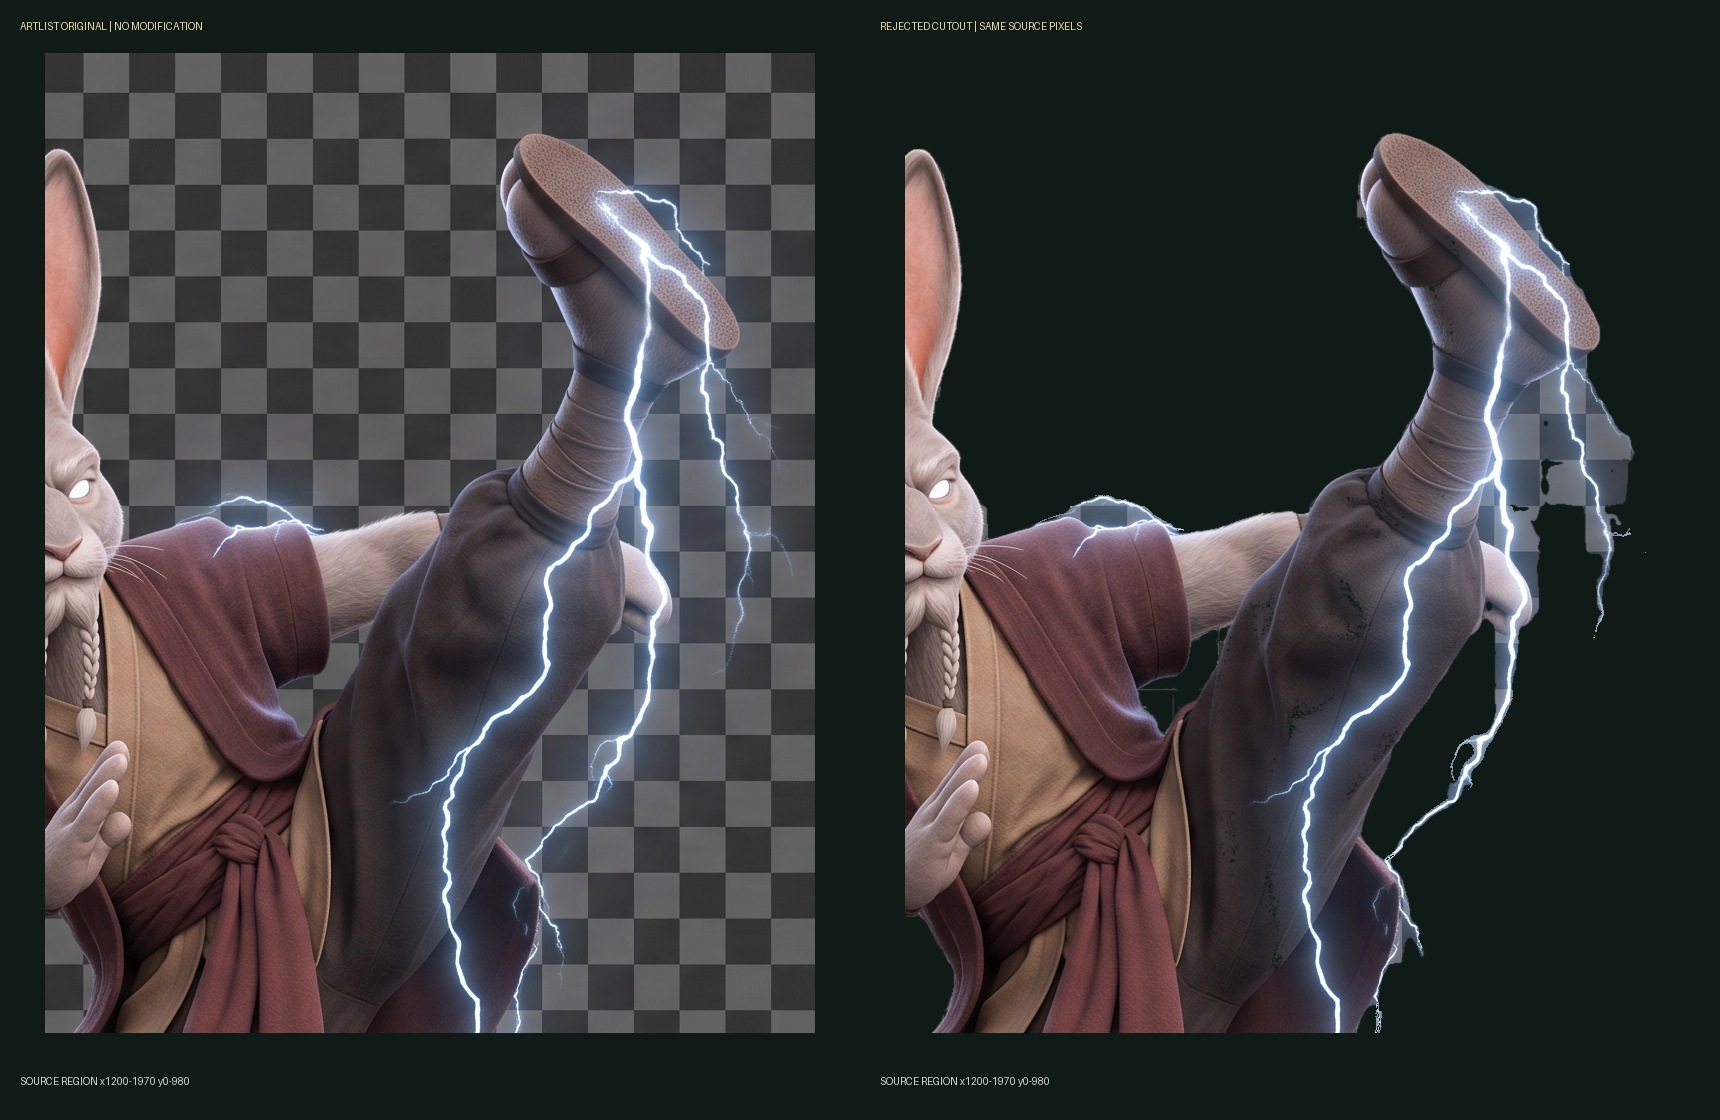 ARTLIST ORIGINAL | NO MODIFICATION
REJECTED CUTOUT | SAME SOURCE PIXELS
SOURCE REGION x1200-1970 y0-980
SOURCE REGION x1200-1970 y0-980